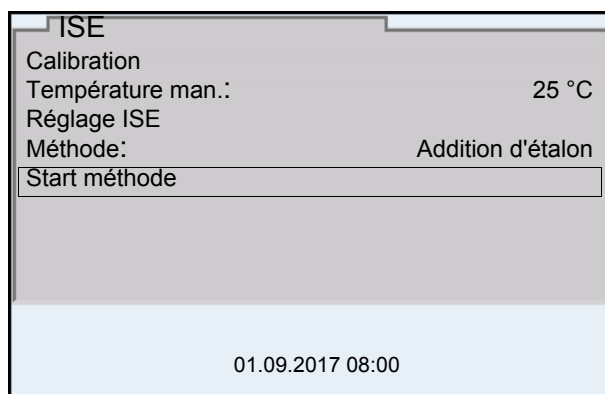 ISE
Calibration
Température man.: 25 °C
Réglage ISE
Méthode: Addition d'étalon
Start méthode
01.09.2017 08:00